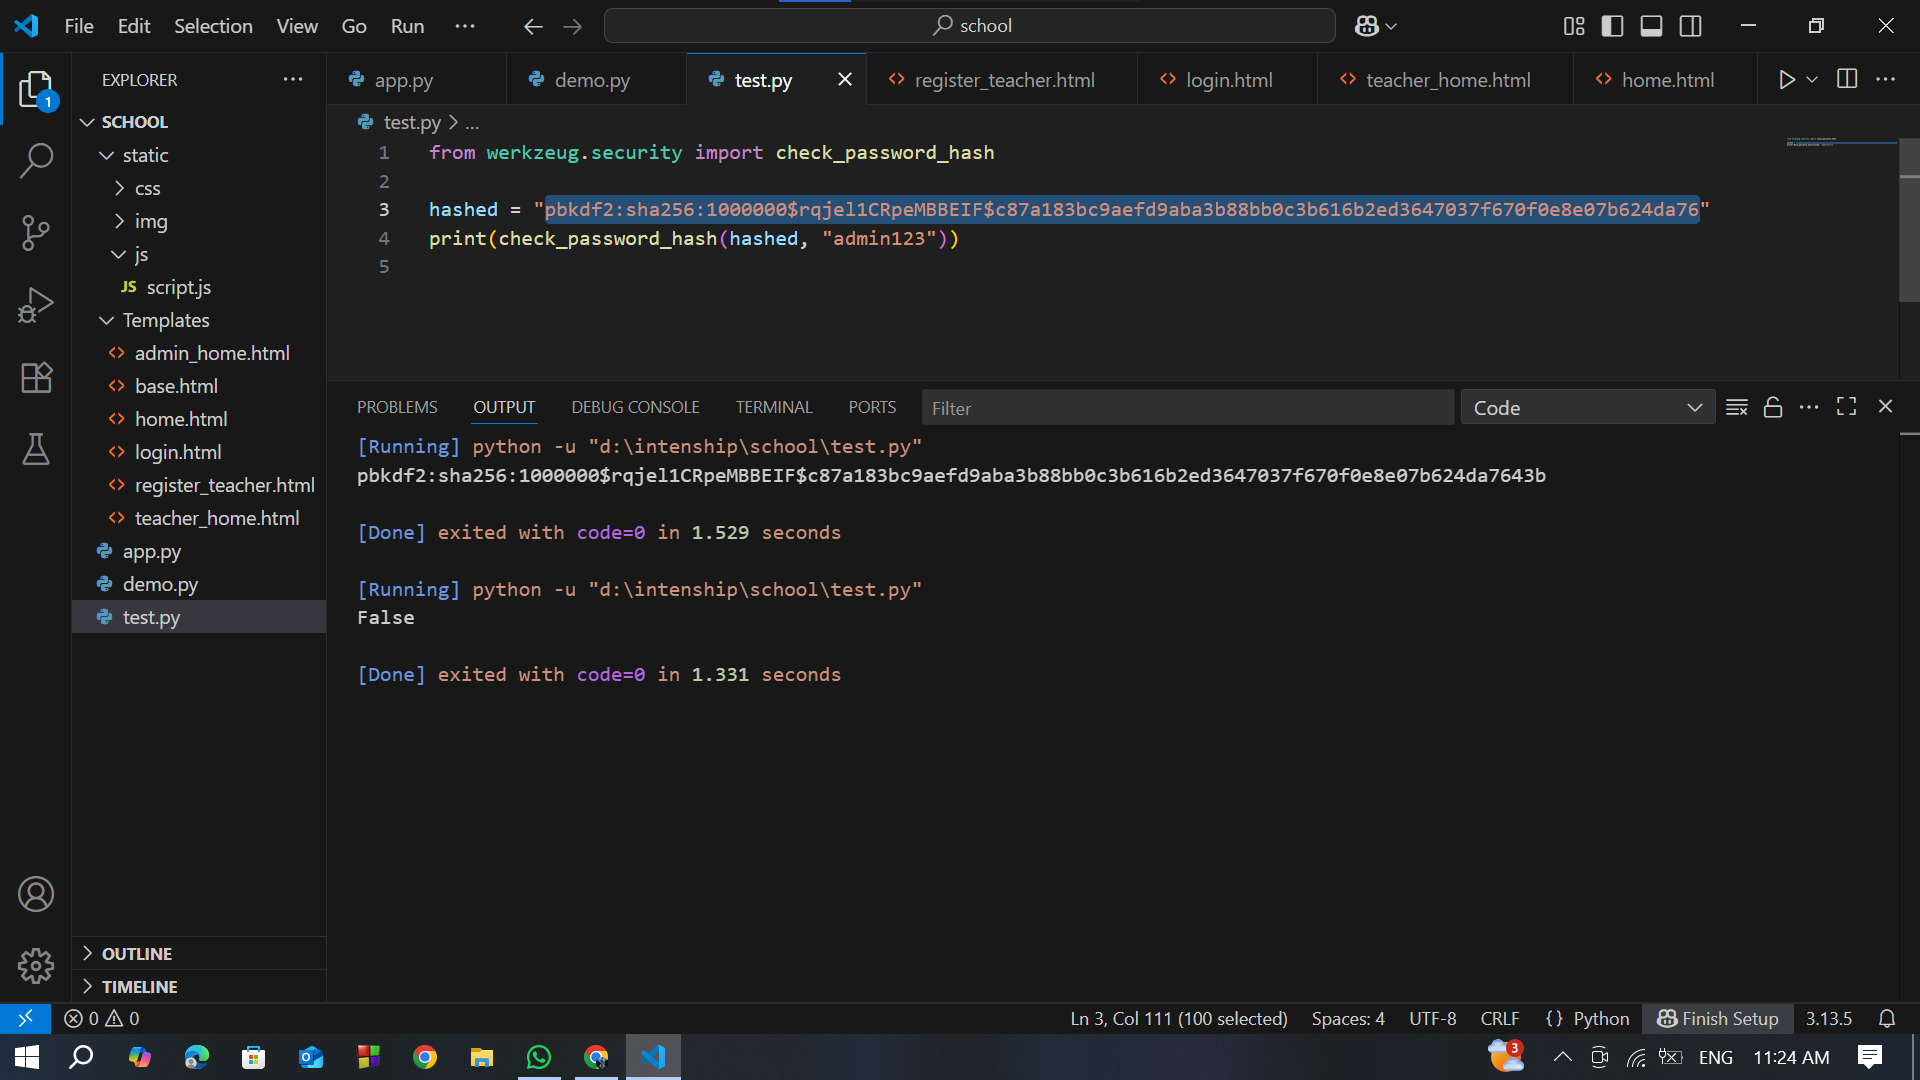 File Edit Selection View Go Run ···
school
EXPLORER ···
1
SCHOOL
static
css
img
js
JS script.js
Templates
<> admin_home.html
<> base.html
<> home.html
<> login.html
<> register_teacher.html
<> teacher_home.html
app.py
demo.py
test.py
OUTLINE
TIMELINE
app.py demo.py test.py <> register_teacher.html <> login.html <> teacher_home.html <> home.html ···
test.py > ...
1 from werkzeug.security import check_password_hash
2
3 hashed = "pbkdf2:sha256:1000000$rqjel1CRpeMBBEIF$c87a183bc9aefd9aba3b88bb0c3b616b2ed3647037f670f0e8e07b624da76"
4 print(check_password_hash(hashed, "admin123"))
5
PROBLEMS OUTPUT DEBUG CONSOLE TERMINAL PORTS Filter Code ···
[Running] python -u "d:\intenship\school\test.py"
pbkdf2:sha256:1000000$rqjel1CRpeMBBEIF$c87a183bc9aefd9aba3b88bb0c3b616b2ed3647037f670f0e8e07b624da7643b
[Done] exited with code=0 in 1.529 seconds
[Running] python -u "d:\intenship\school\test.py"
False
[Done] exited with code=0 in 1.331 seconds
0 0 Ln 3, Col 111 (100 selected) Spaces: 4 UTF-8 CRLF {} Python Finish Setup 3.13.5
3 ENG 11:24 AM